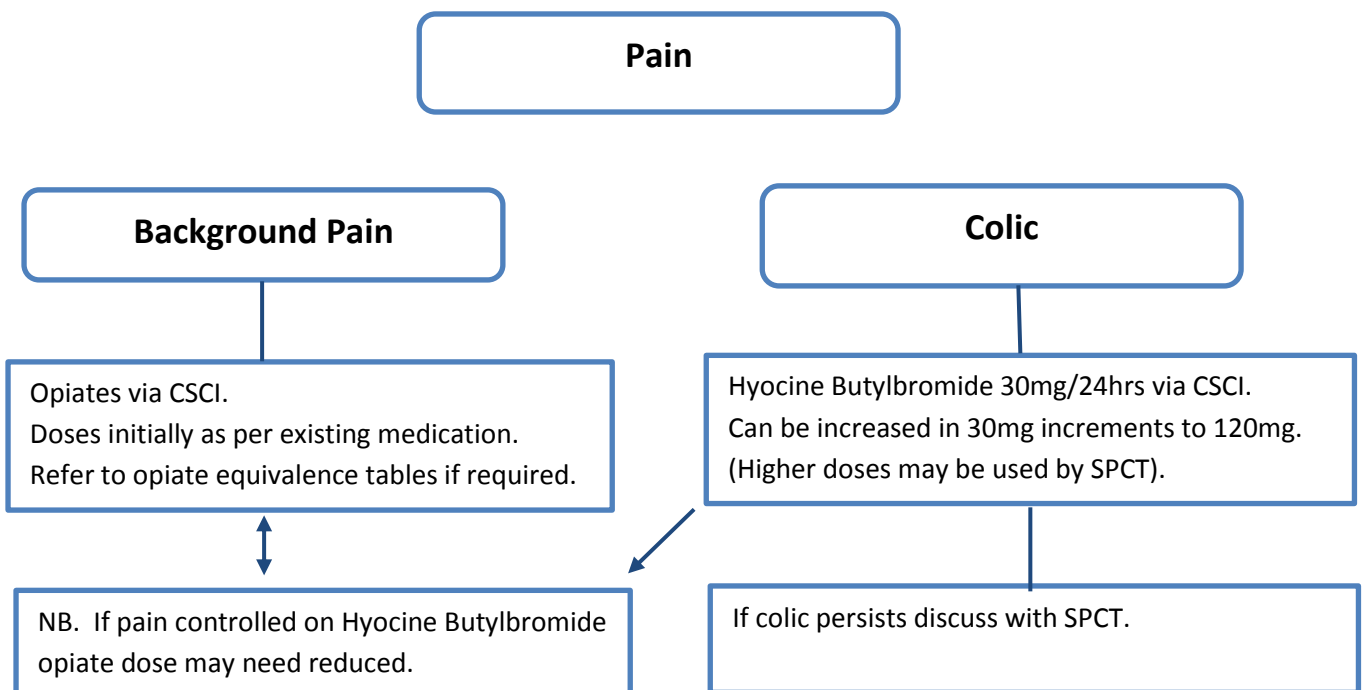 Pain
Background Pain
Colic
Opiates via CSCI.
Doses initially as per existing medication.
Refer to opiate equivalence tables if required.
Hyocine Butylbromide 30mg/24hrs via CSCI.
Can be increased in 30mg increments to 120mg.
(Higher doses may be used by SPCT).
NB.  If pain controlled on Hyocine Butylbromide
opiate dose may need reduced.
If colic persists discuss with SPCT.